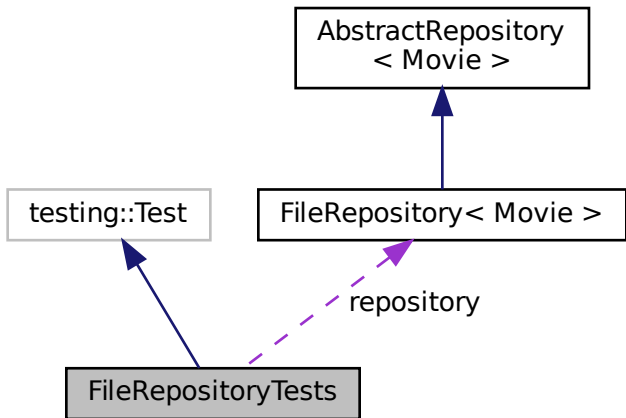 AbstractRepository
< Movie >
testing::Test
FileRepository< Movie >
repository
FileRepositoryTests